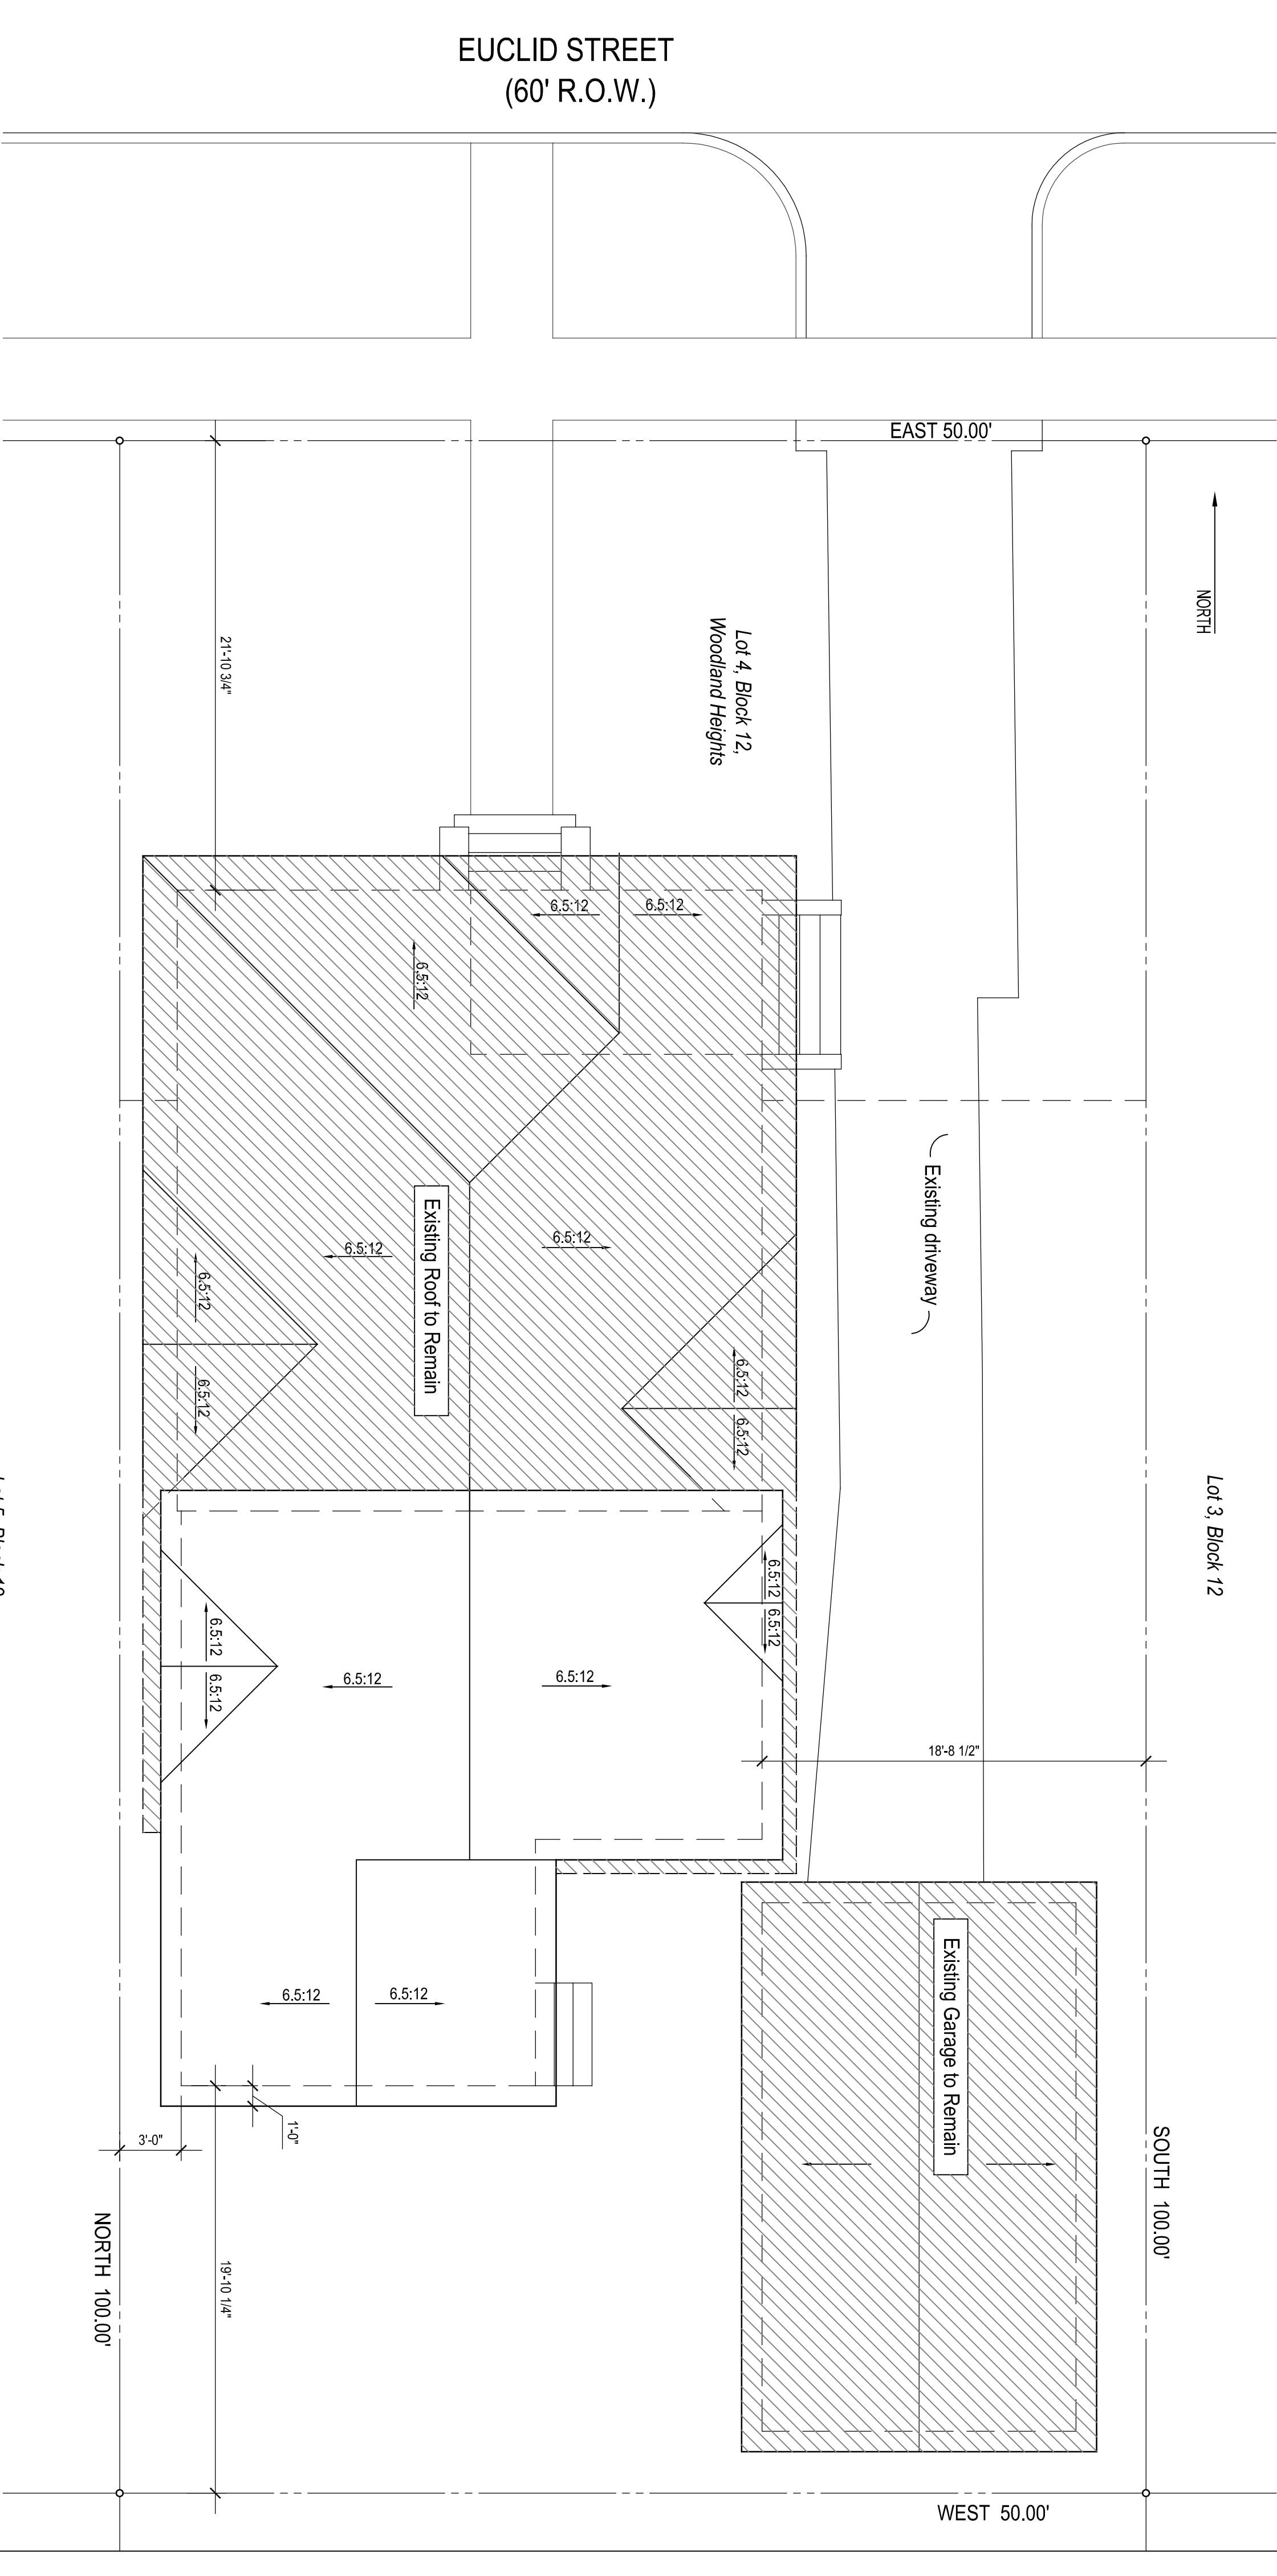 EUCLID STREET
(60' R.O.W.)
EAST 50.00'
NORTH
21'-10 3/4"
Lot 4, Block 12,
Woodland Heights
6.5:12
6.5:12
6.5:12
Existing driveway
Existing Roof to Remain
6.5:12
6.5:12
6.5:12
6.5:12
6.5:12
6.5:12
Lot 3, Block 12
6.5:12
6.5:12
6.5:12
6.5:12
6.5:12
6.5:12
18'-8 1/2"
Existing Garage to Remain
6.5:12
6.5:12
1'-0"
3'-0"
SOUTH 100.00'
NORTH 100.00'
19'-10 1/4"
WEST 50.00'